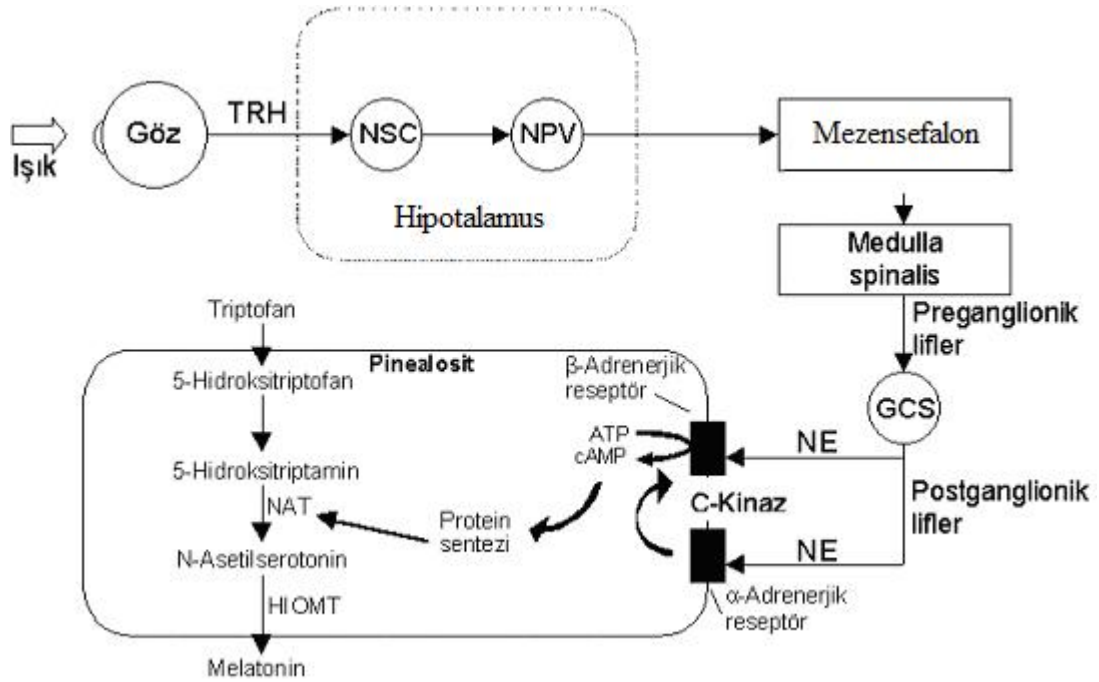 Işık
Göz
TRH
NSC
NPV
Hipotalamus
Mezensefalon
Medulla
spinalis
Preganglionik
lifler
GCS
NE
Postganglionik
lifler
NE
Triptofan
Pinealosit
5-Hidroksitriptofan
5-Hidroksitriptamin
NAT
N-Asetilserotonin
HIOMT
Melatonin
Protein
sentezi
β-Adrenerjik
reseptör
ATP
cAMP
C-Kinaz
α-Adrenerjik
reseptör